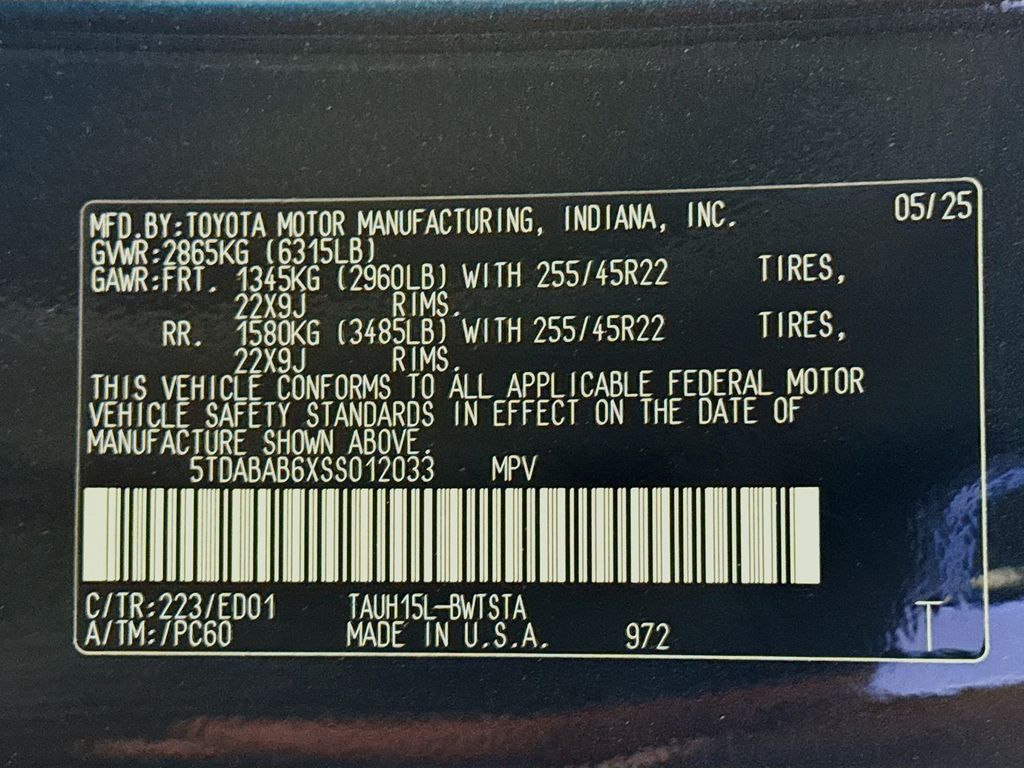 MFD.BY:TOYOTA MOTOR MANUFACTURING, INDIANA, INC. 05/25
GVWR:2865KG (6315LB)
GAWR:FRT. 1345KG (2960LB) WITH 255/45R22 TIRES,
22X9J RIMS.
RR. 1580KG (3485LB) WITH 255/45R22 TIRES,
22X9J RIMS.
THIS VEHICLE CONFORMS TO ALL APPLICABLE FEDERAL MOTOR
VEHICLE SAFETY STANDARDS IN EFFECT ON THE DATE OF
MANUFACTURE SHOWN ABOVE.
5TDABAB6XSS012033 MPV
C/TR:223/ED01 TAUH15L-BWTSTA
A/TM:/PC60 MADE IN U.S.A. 972 T